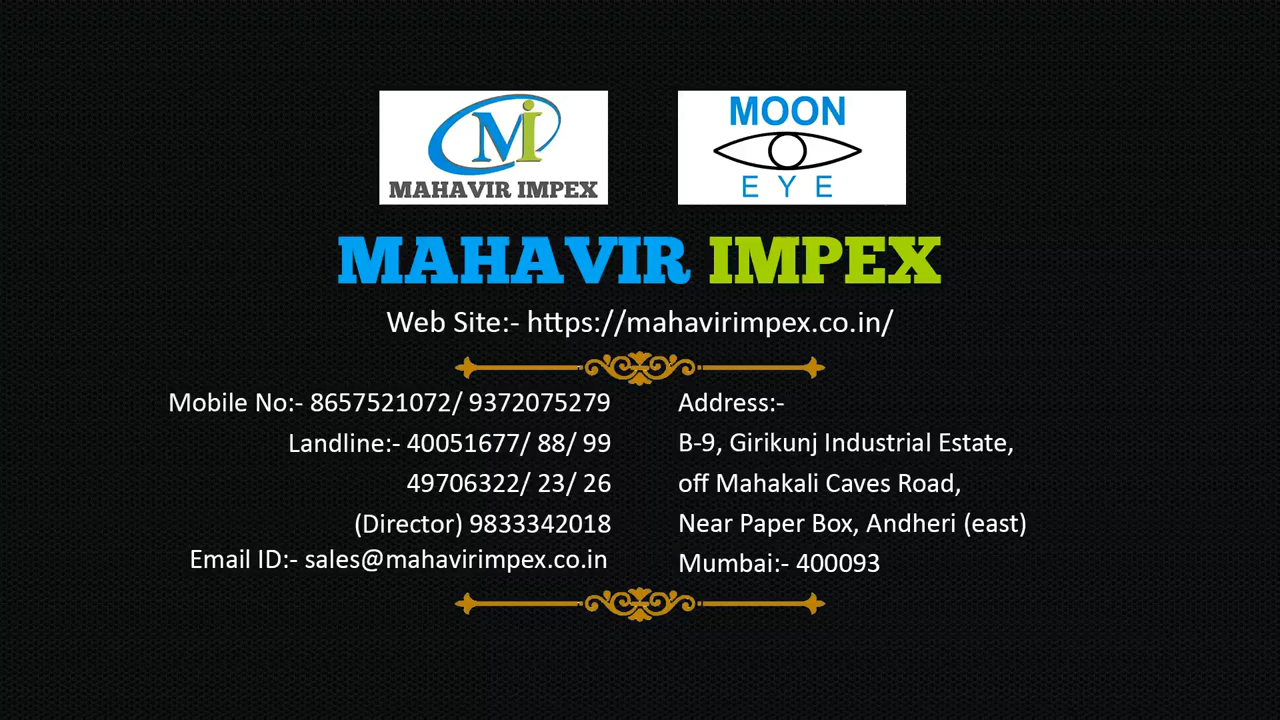 MI
MAHAVIR IMPEX
MOON
EYE
MAHAVIR IMPEX
Web Site:- https://mahavirimpex.co.in/
Mobile No:- 8657521072/ 9372075279
Landline:- 40051677/ 88/ 99
49706322/ 23/ 26
(Director) 9833342018
Email ID:- sales@mahavirimpex.co.in
Address:-
B-9, Girikunj Industrial Estate,
off Mahakali Caves Road,
Near Paper Box, Andheri (east)
Mumbai:- 400093